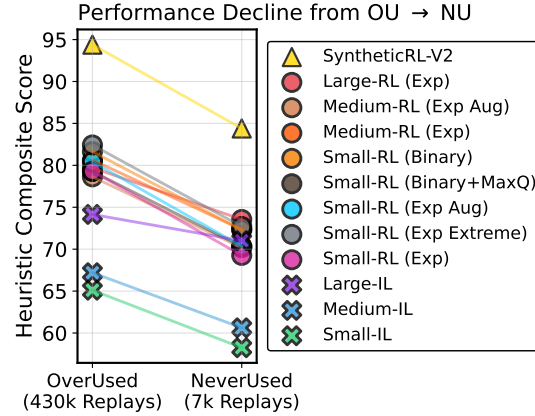 Performance Decline from OU → NU
Heuristic Composite Score
95
90
85
80
75
70
65
60
OverUsed
(430k Replays)
NeverUsed
(7k Replays)
SyntheticRL-V2
Large-RL (Exp)
Medium-RL (Exp Aug)
Medium-RL (Exp)
Small-RL (Binary)
Small-RL (Binary+MaxQ)
Small-RL (Exp Aug)
Small-RL (Exp Extreme)
Small-RL (Exp)
Large-IL
Medium-IL
Small-IL